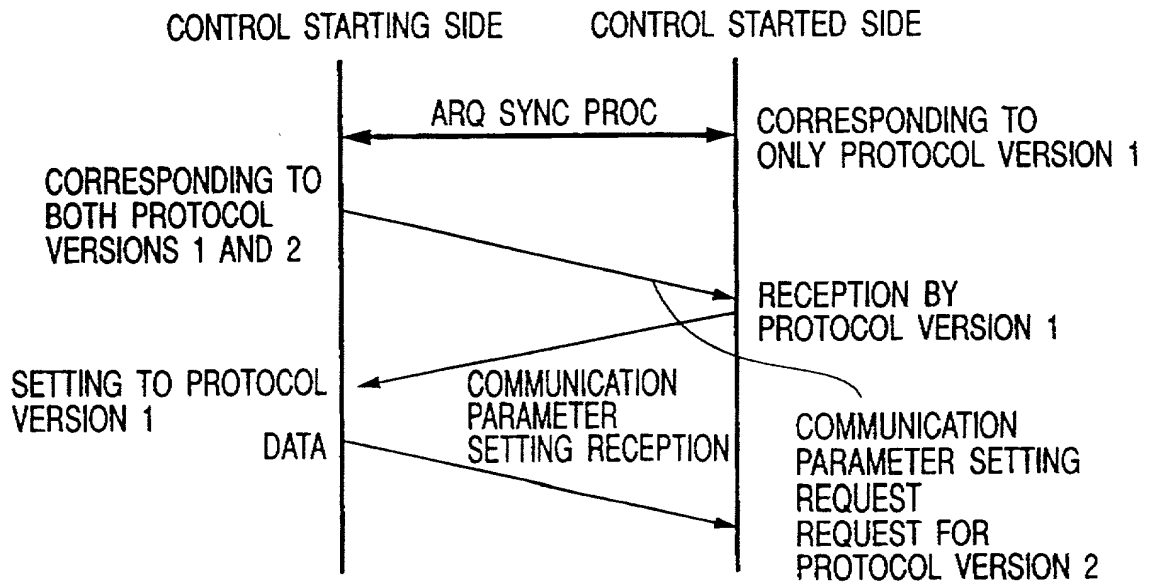 CONTROL STARTING SIDE
CONTROL STARTED SIDE
ARQ SYNC PROC
CORRESPONDING TO
ONLY PROTOCOL VERSION 1
CORRESPONDING TO
BOTH PROTOCOL
VERSIONS 1 AND 2
RECEPTION BY
PROTOCOL VERSION 1
SETTING TO PROTOCOL
VERSION 1
COMMUNICATION
PARAMETER
SETTING RECEPTION
DATA
COMMUNICATION
PARAMETER SETTING
REQUEST
REQUEST FOR
PROTOCOL VERSION 2